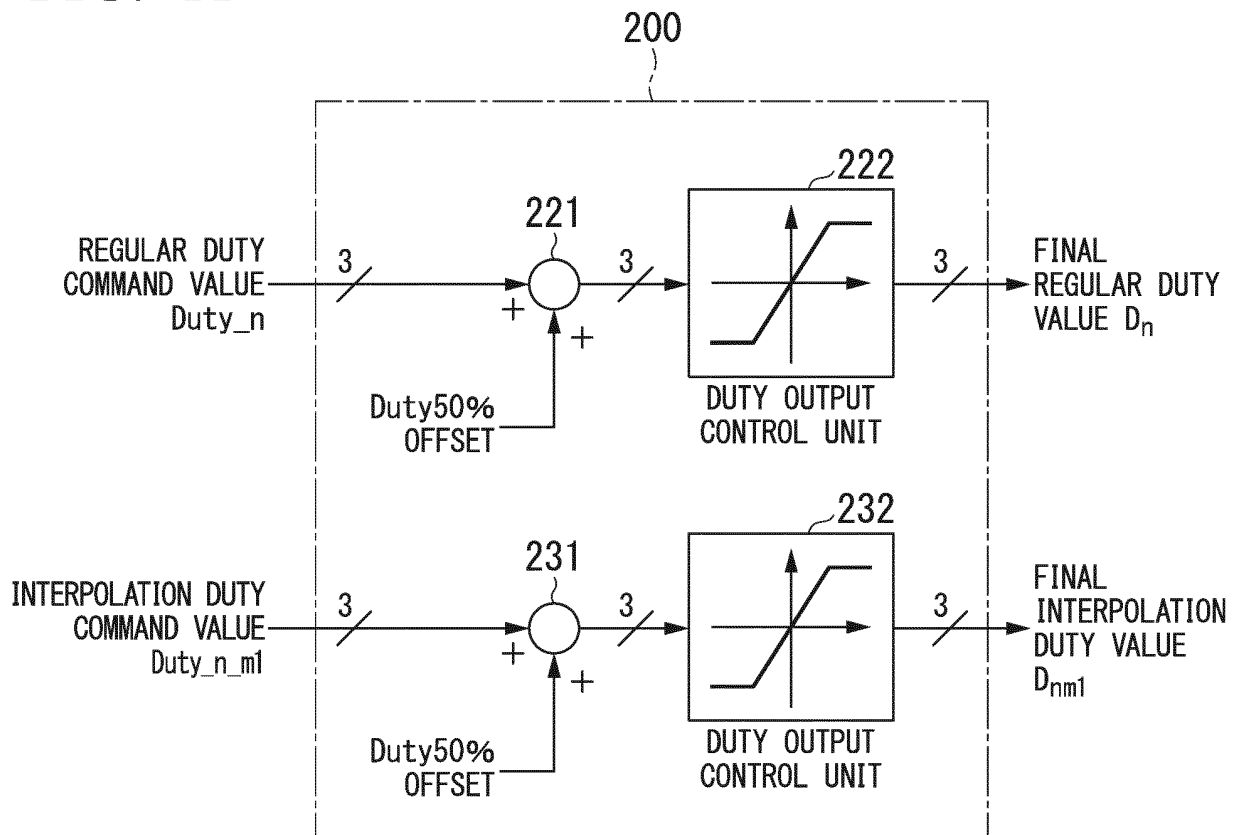 200
REGULAR DUTY
COMMAND VALUE
Duty_n
3
221
+
+
3
222
3
FINAL
REGULAR DUTY
VALUE Dn
Duty50%
OFFSET
DUTY OUTPUT
CONTROL UNIT
INTERPOLATION DUTY
COMMAND VALUE
Duty_n_m1
3
231
+
+
3
232
3
FINAL
INTERPOLATION
DUTY VALUE
Dnm1
Duty50%
OFFSET
DUTY OUTPUT
CONTROL UNIT